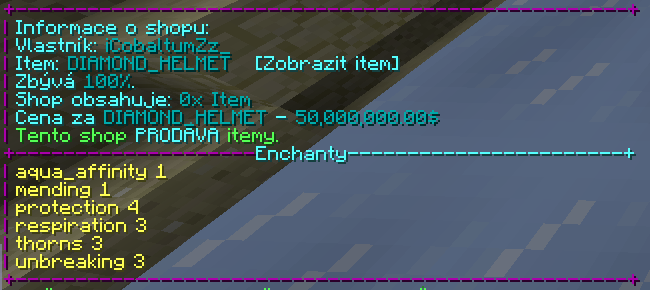 Informace o shopu:
Vlastník: iCobaltumZz_
Item: DIAMOND_HELMET [Zobrazit item]
Zbývá 100%.
Shop obsahuje: 0x Item
Cena za DIAMOND_HELMET - 50,000,000.00$
Tento shop PRODÁVÁ itemy.
Enchanty
aqua_affinity 1
mending 1
protection 4
respiration 3
thorns 3
unbreaking 3